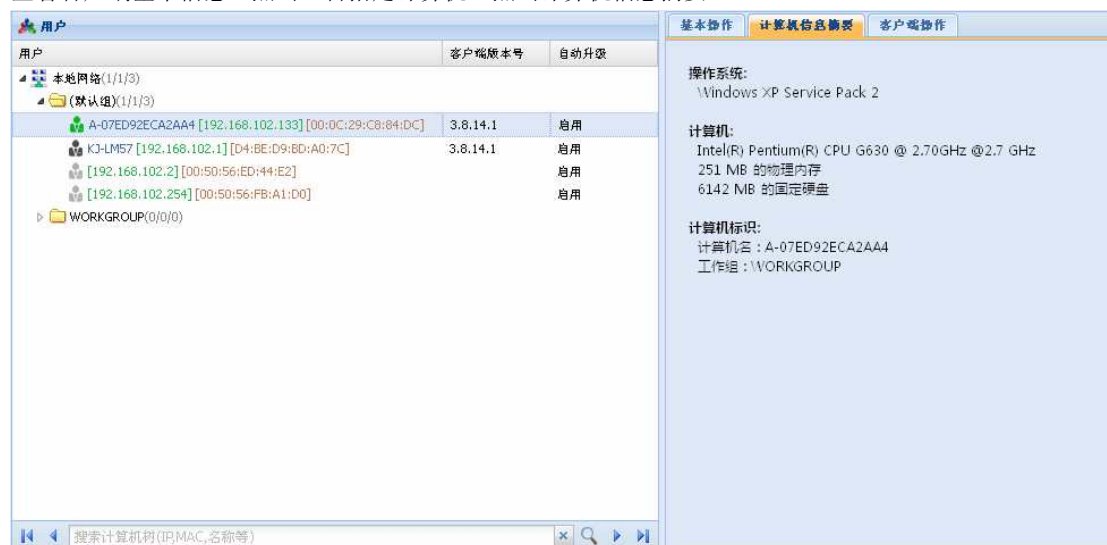 用户
用户 客户端版本号 自动升级
本地网络(1/1/3)
(默认组)(1/1/3)
A-07ED92ECA2AA4 [192.168.102.133][00:0C:29:C8:84:DC] 3.8.14.1 启用
KJ-LM57 [192.168.102.1][D4:BE:D9:BD:A0:7C] 3.8.14.1 启用
[192.168.102.2][00:50:56:ED:44:E2] 启用
[192.168.102.254][00:50:56:FB:A1:D0] 启用
WORKGROUP(0/0/0)
搜索计算机树(IP,MAC,名称等)
基本操作 计算机信息摘要 客户端操作
操作系统:
Windows XP Service Pack 2
计算机:
Intel(R) Pentium(R) CPU G630 @ 2.70GHz @2.7 GHz
251 MB 的物理内存
6142 MB 的固定硬盘
计算机标识:
计算机名：A-07ED92ECA2AA4
工作组：WORKGROUP